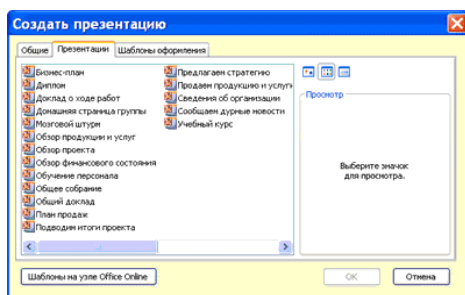 Создать презентацию
Общие
Презентации
Шаблоны оформления
Бизнес-план
Диплом
Доклад о ходе работ
Домашняя страница группы
Мозговой штурм
Обзор продукции и услуг
Обзор проекта
Обзор финансового состояния
Обучение персонала
Общее собрание
Общий доклад
План продаж
Подводим итоги проекта
Предлагаем стратегию
Продаем продукцию и услуги
Сведения об организации
Сообщаем дурные новости
Учебный курс
Просмотр
Выберите значок
для просмотра.
Шаблоны на узле Office Online
ОК
Отмена